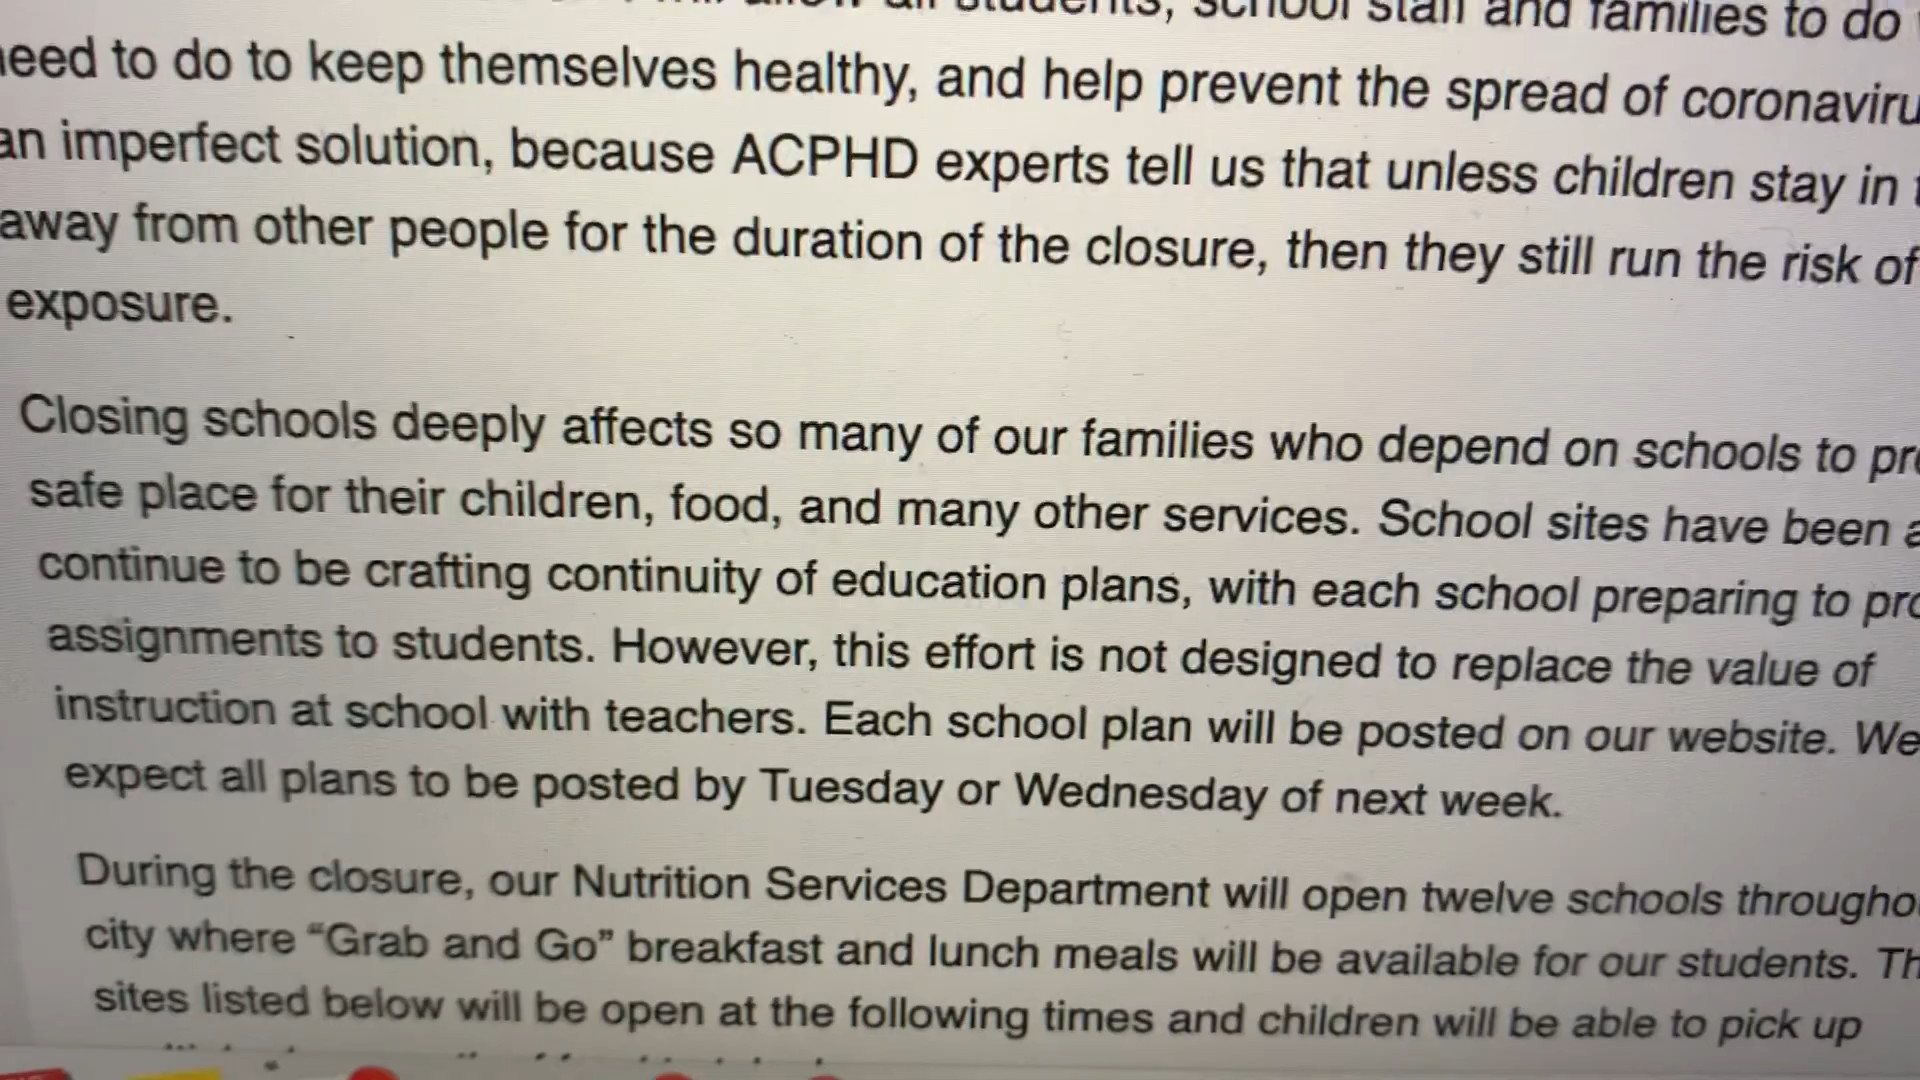 students, school staff and families to do
need to do to keep themselves healthy, and help prevent the spread of coronaviru
an imperfect solution, because ACPHD experts tell us that unless children stay in
away from other people for the duration of the closure, then they still run the risk of
exposure.
Closing schools deeply affects so many of our families who depend on schools to pro
safe place for their children, food, and many other services. School sites have been a
continue to be crafting continuity of education plans, with each school preparing to pro
assignments to students. However, this effort is not designed to replace the value of
instruction at school with teachers. Each school plan will be posted on our website. We
expect all plans to be posted by Tuesday or Wednesday of next week.
During the closure, our Nutrition Services Department will open twelve schools througho
city where “Grab and Go” breakfast and lunch meals will be available for our students. Th
sites listed below will be open at the following times and children will be able to pick up